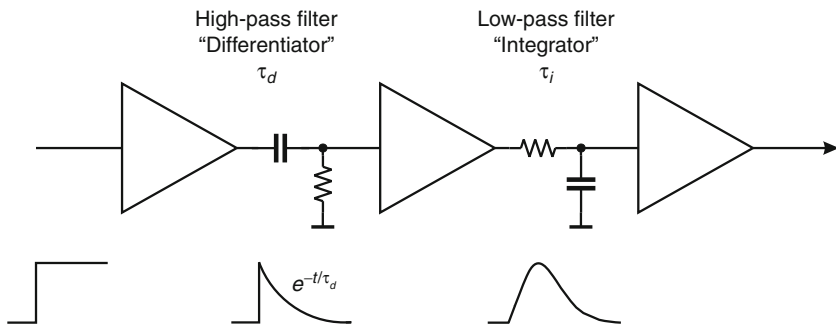 High-pass filter
“Differentiator”
τd
Low-pass filter
“Integrator”
τi
e–t/τd